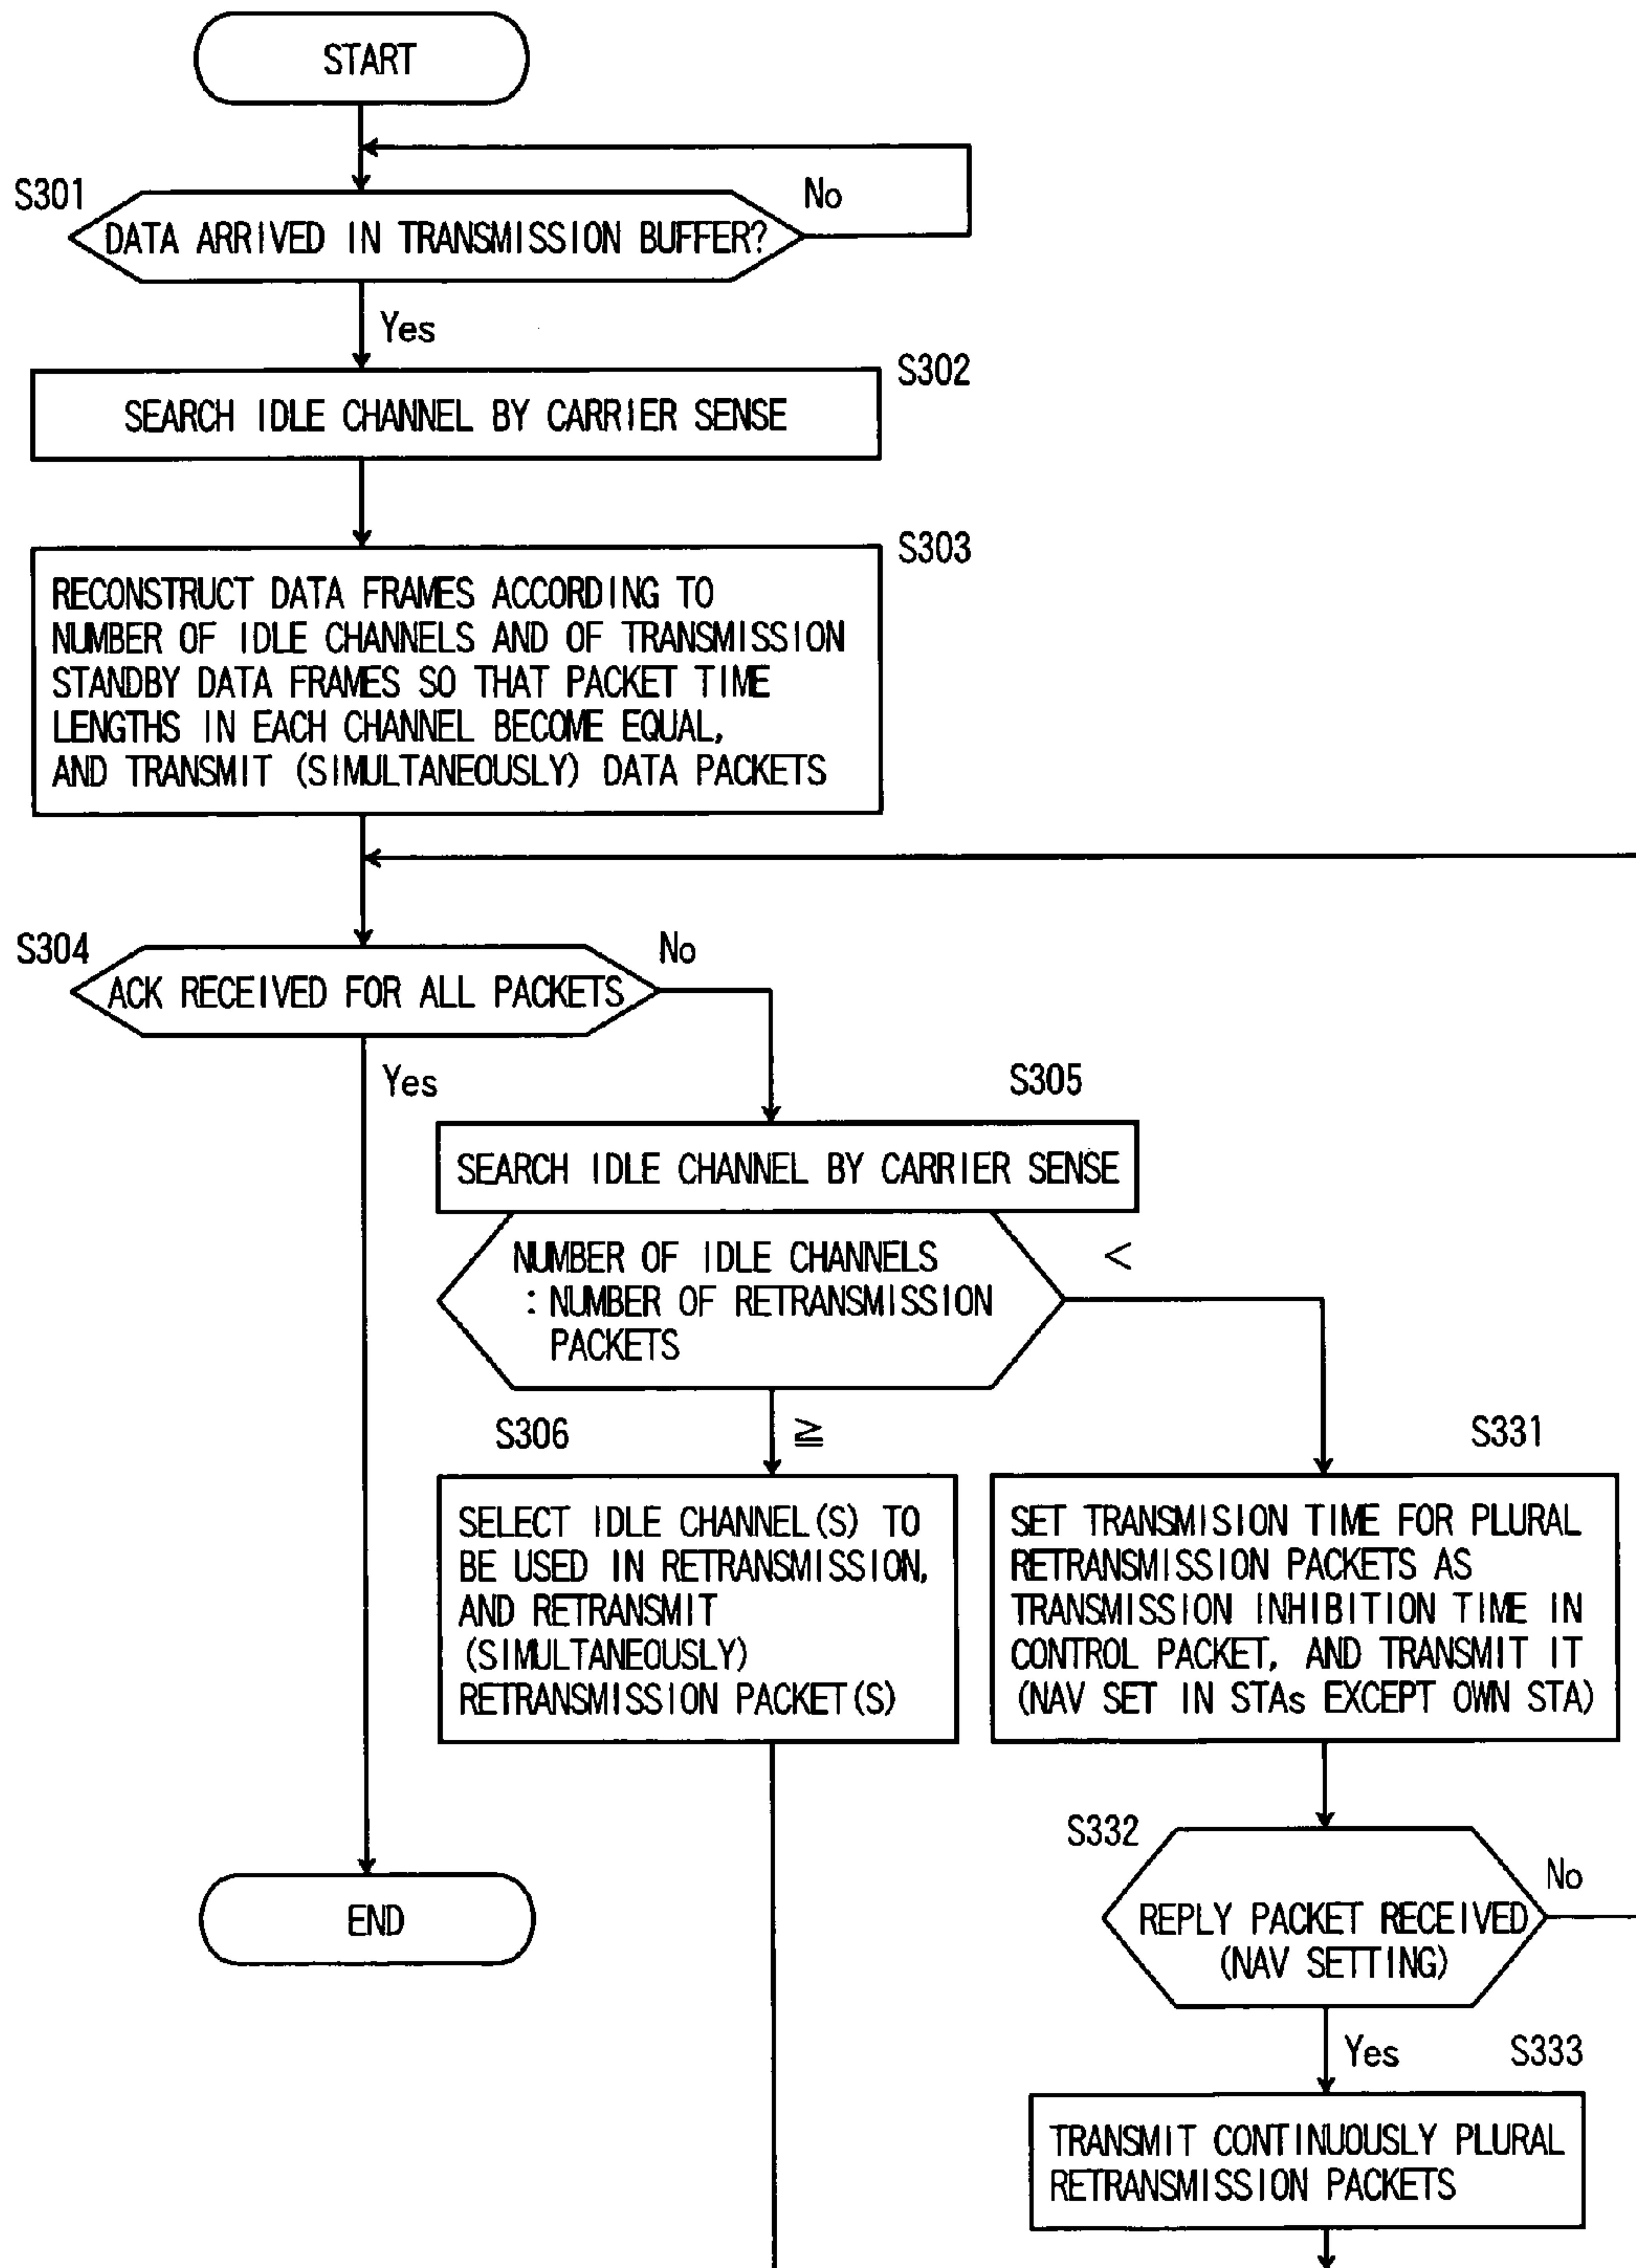 START
S301
No
DATA ARRIVED IN TRANSMISSION BUFFER?
Yes
S302
SEARCH IDLE CHANNEL BY CARRIER SENSE
S303
RECONSTRUCT DATA FRAMES ACCORDING TO
NUMBER OF IDLE CHANNELS AND OF TRANSMISSION
STANDBY DATA FRAMES SO THAT PACKET TIME
LENGTHS IN EACH CHANNEL BECOME EQUAL,
AND TRANSMIT (SIMULTANEOUSLY) DATA PACKETS
S304
No
ACK RECEIVED FOR ALL PACKETS
Yes
S305
SEARCH IDLE CHANNEL BY CARRIER SENSE
NUMBER OF IDLE CHANNELS
: NUMBER OF RETRANSMISSION
PACKETS
<
S306
≧
S331
SELECT IDLE CHANNEL(S) TO
BE USED IN RETRANSMISSION,
AND RETRANSMIT
(SIMULTANEOUSLY)
RETRANSMISSION PACKET(S)
SET TRANSMISION TIME FOR PLURAL
RETRANSMISSION PACKETS AS
TRANSMISSION INHIBITION TIME IN
CONTROL PACKET, AND TRANSMIT IT
(NAV SET IN STAs EXCEPT OWN STA)
S332
No
REPLY PACKET RECEIVED
(NAV SETTING)
END
Yes
S333
TRANSMIT CONTINUOUSLY PLURAL
RETRANSMISSION PACKETS